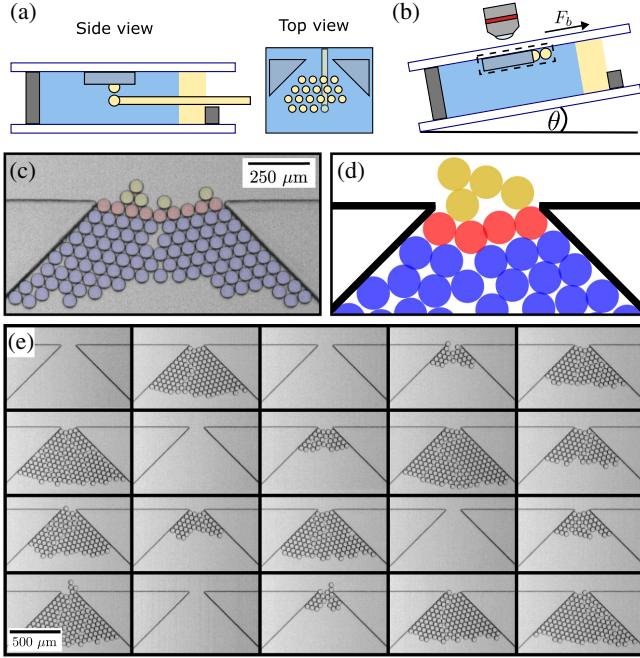 (a)
Side view
Top view
(b)
F_b
θ
(c)
250 μm
(d)
(e)
500 μm